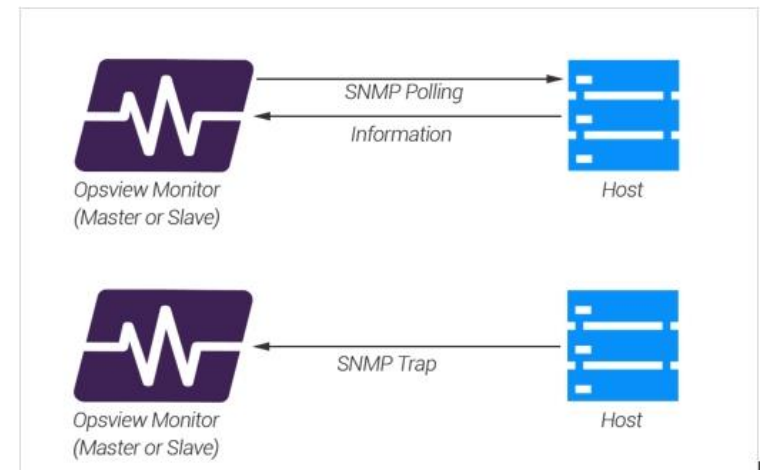 SNMP Polling
Information
Opsview Monitor
(Master or Slave)
Host
SNMP Trap
Opsview Monitor
(Master or Slave)
Host